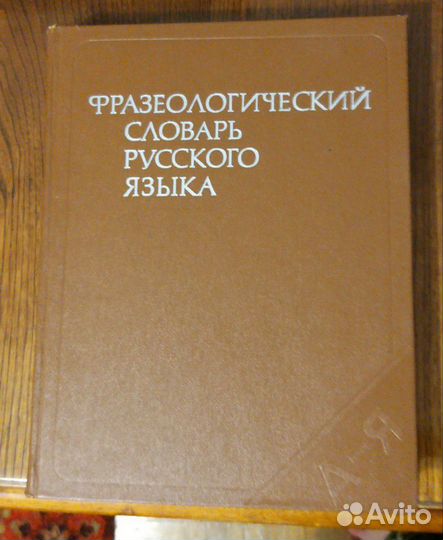 ФРАЗЕОЛОГИЧЕСКИЙ
СЛОВАРЬ
РУССКОГО
ЯЗЫКА
А—Я
Avito